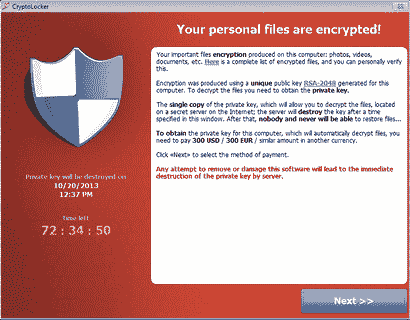 CryptoLocker
Your personal files are encrypted!
Your important files encryption produced on this computer: photos, videos,
documents, etc. Here is a complete list of encrypted files, and you can personally verify
this.
Encryption was produced using a unique public key RSA-2048 generated for this
computer. To decrypt the files you need to obtain the private key.
The single copy of the private key, which will allow you to decrypt the files, located
on a secret server on the Internet; the server will destroy the key after a time
specified in this window. After that, nobody and never will be able to restore files...
To obtain the private key for this computer, which will automatically decrypt files, you
need to pay 300 USD / 300 EUR / similar amount in another currency.
Click «Next» to select the method of payment.
Any attempt to remove or damage this software will lead to the immediate
destruction of the private key by server.
Private key will be destroyed on
10/20/2013
12:37 PM
Time left
72 : 34 : 50
Next >>